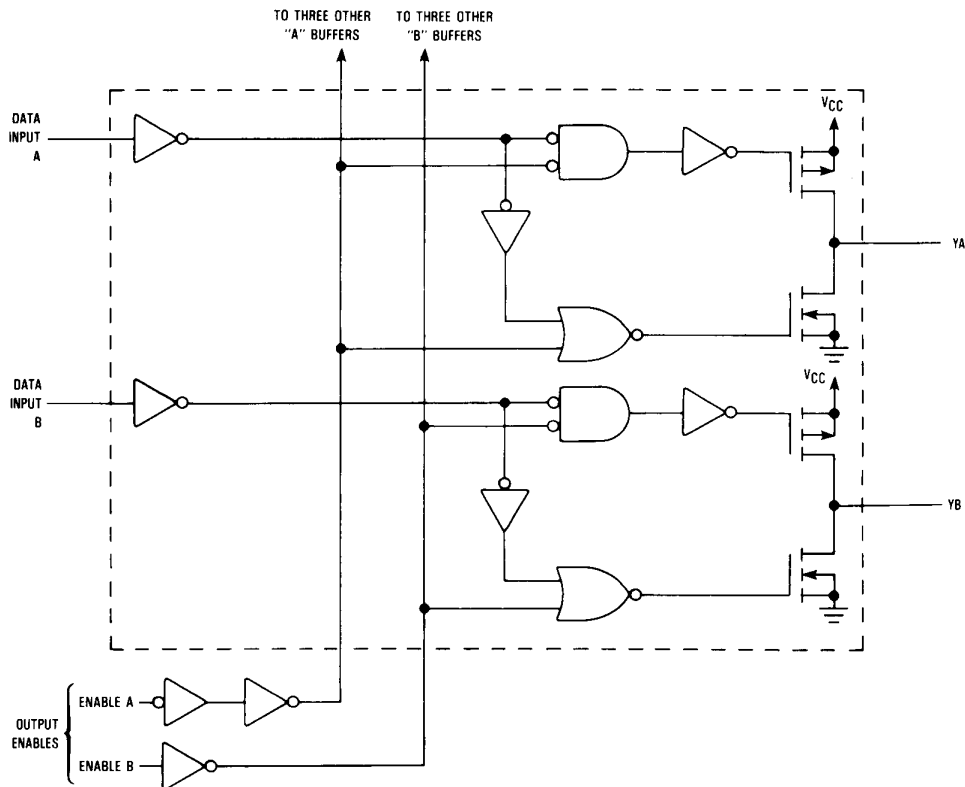 TO THREE OTHER
"A" BUFFERS
TO THREE OTHER
"B" BUFFERS
DATA
INPUT
A
VCC
YA
DATA
INPUT
B
VCC
YB
OUTPUT
ENABLES
ENABLE A
ENABLE B